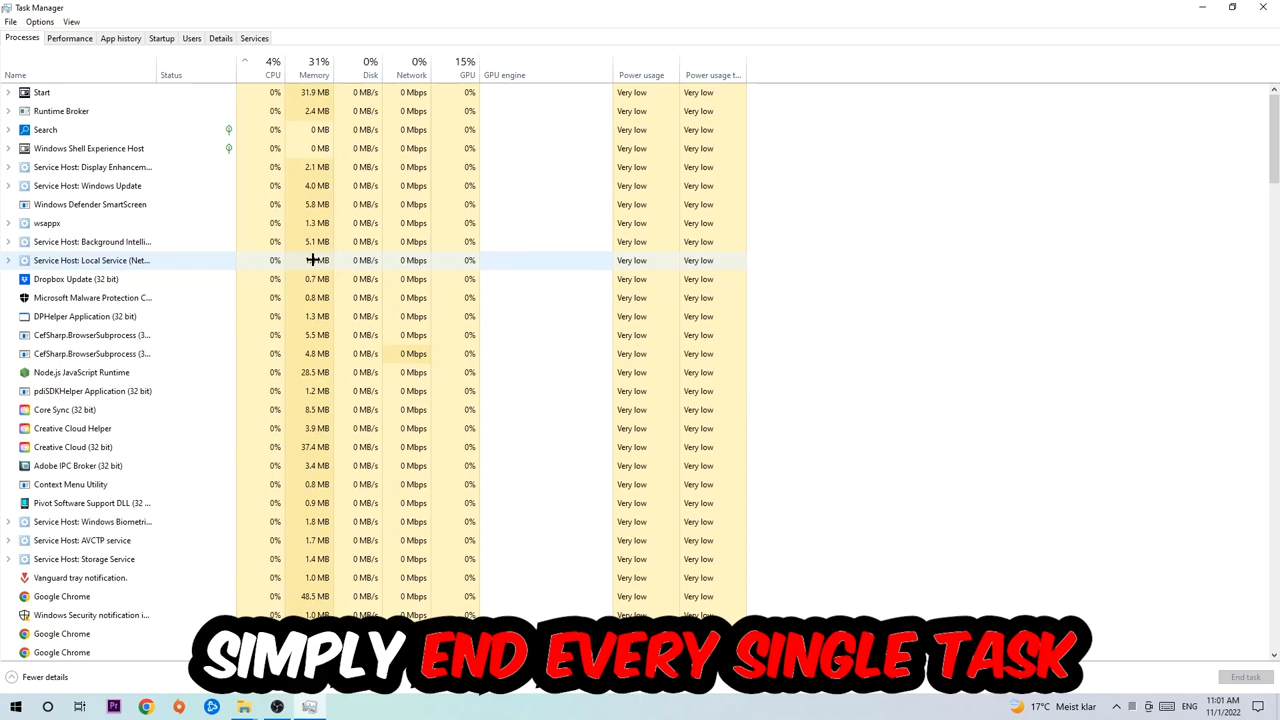 Task Manager
File Options View
Processes Performance App history Startup Users Details Services
4% 31% 0% 0% 15%
Name Status CPU Memory Disk Network GPU GPU engine Power usage Power usage t...
Start 0% 31.9 MB 0 MB/s 0 Mbps 0% Very low Very low
Runtime Broker 0% 2.4 MB 0 MB/s 0 Mbps 0% Very low Very low
Search 0% 0 MB 0 MB/s 0 Mbps 0% Very low Very low
Windows Shell Experience Host 0% 0 MB 0 MB/s 0 Mbps 0% Very low Very low
Service Host: Display Enhancem... 0% 2.1 MB 0 MB/s 0 Mbps 0% Very low Very low
Service Host: Windows Update 0% 4.0 MB 0 MB/s 0 Mbps 0% Very low Very low
Windows Defender SmartScreen 0% 5.8 MB 0 MB/s 0 Mbps 0% Very low Very low
wsappx 0% 1.3 MB 0 MB/s 0 Mbps 0% Very low Very low
Service Host: Background Intelli... 0% 5.1 MB 0 MB/s 0 Mbps 0% Very low Very low
Service Host: Local Service (Net... 0% MB 0 MB/s 0 Mbps 0% Very low Very low
Dropbox Update (32 bit) 0% 0.7 MB 0 MB/s 0 Mbps 0% Very low Very low
Microsoft Malware Protection C... 0% 0.8 MB 0 MB/s 0 Mbps 0% Very low Very low
DPHelper Application (32 bit) 0% 1.3 MB 0 MB/s 0 Mbps 0% Very low Very low
CefSharp.BrowserSubprocess (3... 0% 5.5 MB 0 MB/s 0 Mbps 0% Very low Very low
CefSharp.BrowserSubprocess (3... 0% 4.8 MB 0 MB/s 0 Mbps 0% Very low Very low
Node.js JavaScript Runtime 0% 28.5 MB 0 MB/s 0 Mbps 0% Very low Very low
pdiSDKHelper Application (32 bit) 0% 1.2 MB 0 MB/s 0 Mbps 0% Very low Very low
Core Sync (32 bit) 0% 8.5 MB 0 MB/s 0 Mbps 0% Very low Very low
Creative Cloud Helper 0% 3.9 MB 0 MB/s 0 Mbps 0% Very low Very low
Creative Cloud (32 bit) 0% 37.4 MB 0 MB/s 0 Mbps 0% Very low Very low
Adobe IPC Broker (32 bit) 0% 3.4 MB 0 MB/s 0 Mbps 0% Very low Very low
Context Menu Utility 0% 0.8 MB 0 MB/s 0 Mbps 0% Very low Very low
Pivot Software Support DLL (32 ... 0% 0.9 MB 0 MB/s 0 Mbps 0% Very low Very low
Service Host: Windows Biometri... 0% 1.8 MB 0 MB/s 0 Mbps 0% Very low Very low
Service Host: AVCTP service 0% 1.7 MB 0 MB/s 0 Mbps 0% Very low Very low
Service Host: Storage Service 0% 1.4 MB 0 MB/s 0 Mbps 0% Very low Very low
Vanguard tray notification. 0% 1.0 MB 0 MB/s 0 Mbps 0% Very low Very low
Google Chrome 0% 48.5 MB 0 MB/s 0 Mbps 0% Very low Very low
Windows Security notification i... 0% 1.0 MB 0 MB/s 0 Mbps 0% Very low Very low
Google Chrome
Google Chrome
SIMPLY END EVERY SINGLE TASK
Fewer details End task
17°C Meist klar ENG 11:01 AM
11/1/2022